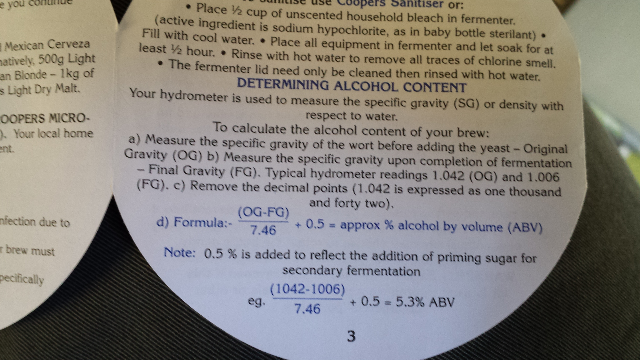 e you continue
l Mexican Cerveza
natively, 500g Light
an Blonde – 1kg of
s Light Dry Malt.
OOPERS MICRO-
). Your local home
ent.
nfection due to
r brew must
pecifically
use Coopers Sanitiser or:
• Place ½ cup of unscented household bleach in fermenter.
(active ingredient is sodium hypochlorite, as in baby bottle sterilant) •
Fill with cool water. • Place all equipment in fermenter and let soak for at
least ½ hour. • Rinse with hot water to remove all traces of chlorine smell.
• The fermenter lid need only be cleaned then rinsed with hot water.
DETERMINING ALCOHOL CONTENT
Your hydrometer is used to measure the specific gravity (SG) or density with
respect to water.
To calculate the alcohol content of your brew:
a) Measure the specific gravity of the wort before adding the yeast – Original
Gravity (OG) b) Measure the specific gravity upon completion of fermentation
– Final Gravity (FG). Typical hydrometer readings 1.042 (OG) and 1.006
(FG). c) Remove the decimal points (1.042 is expressed as one thousand
and forty two).
d) Formula:- (OG-FG)
7.46 + 0.5 = approx % alcohol by volume (ABV)
Note: 0.5 % is added to reflect the addition of priming sugar for
secondary fermentation
eg. (1042-1006)
7.46 + 0.5 = 5.3% ABV
3